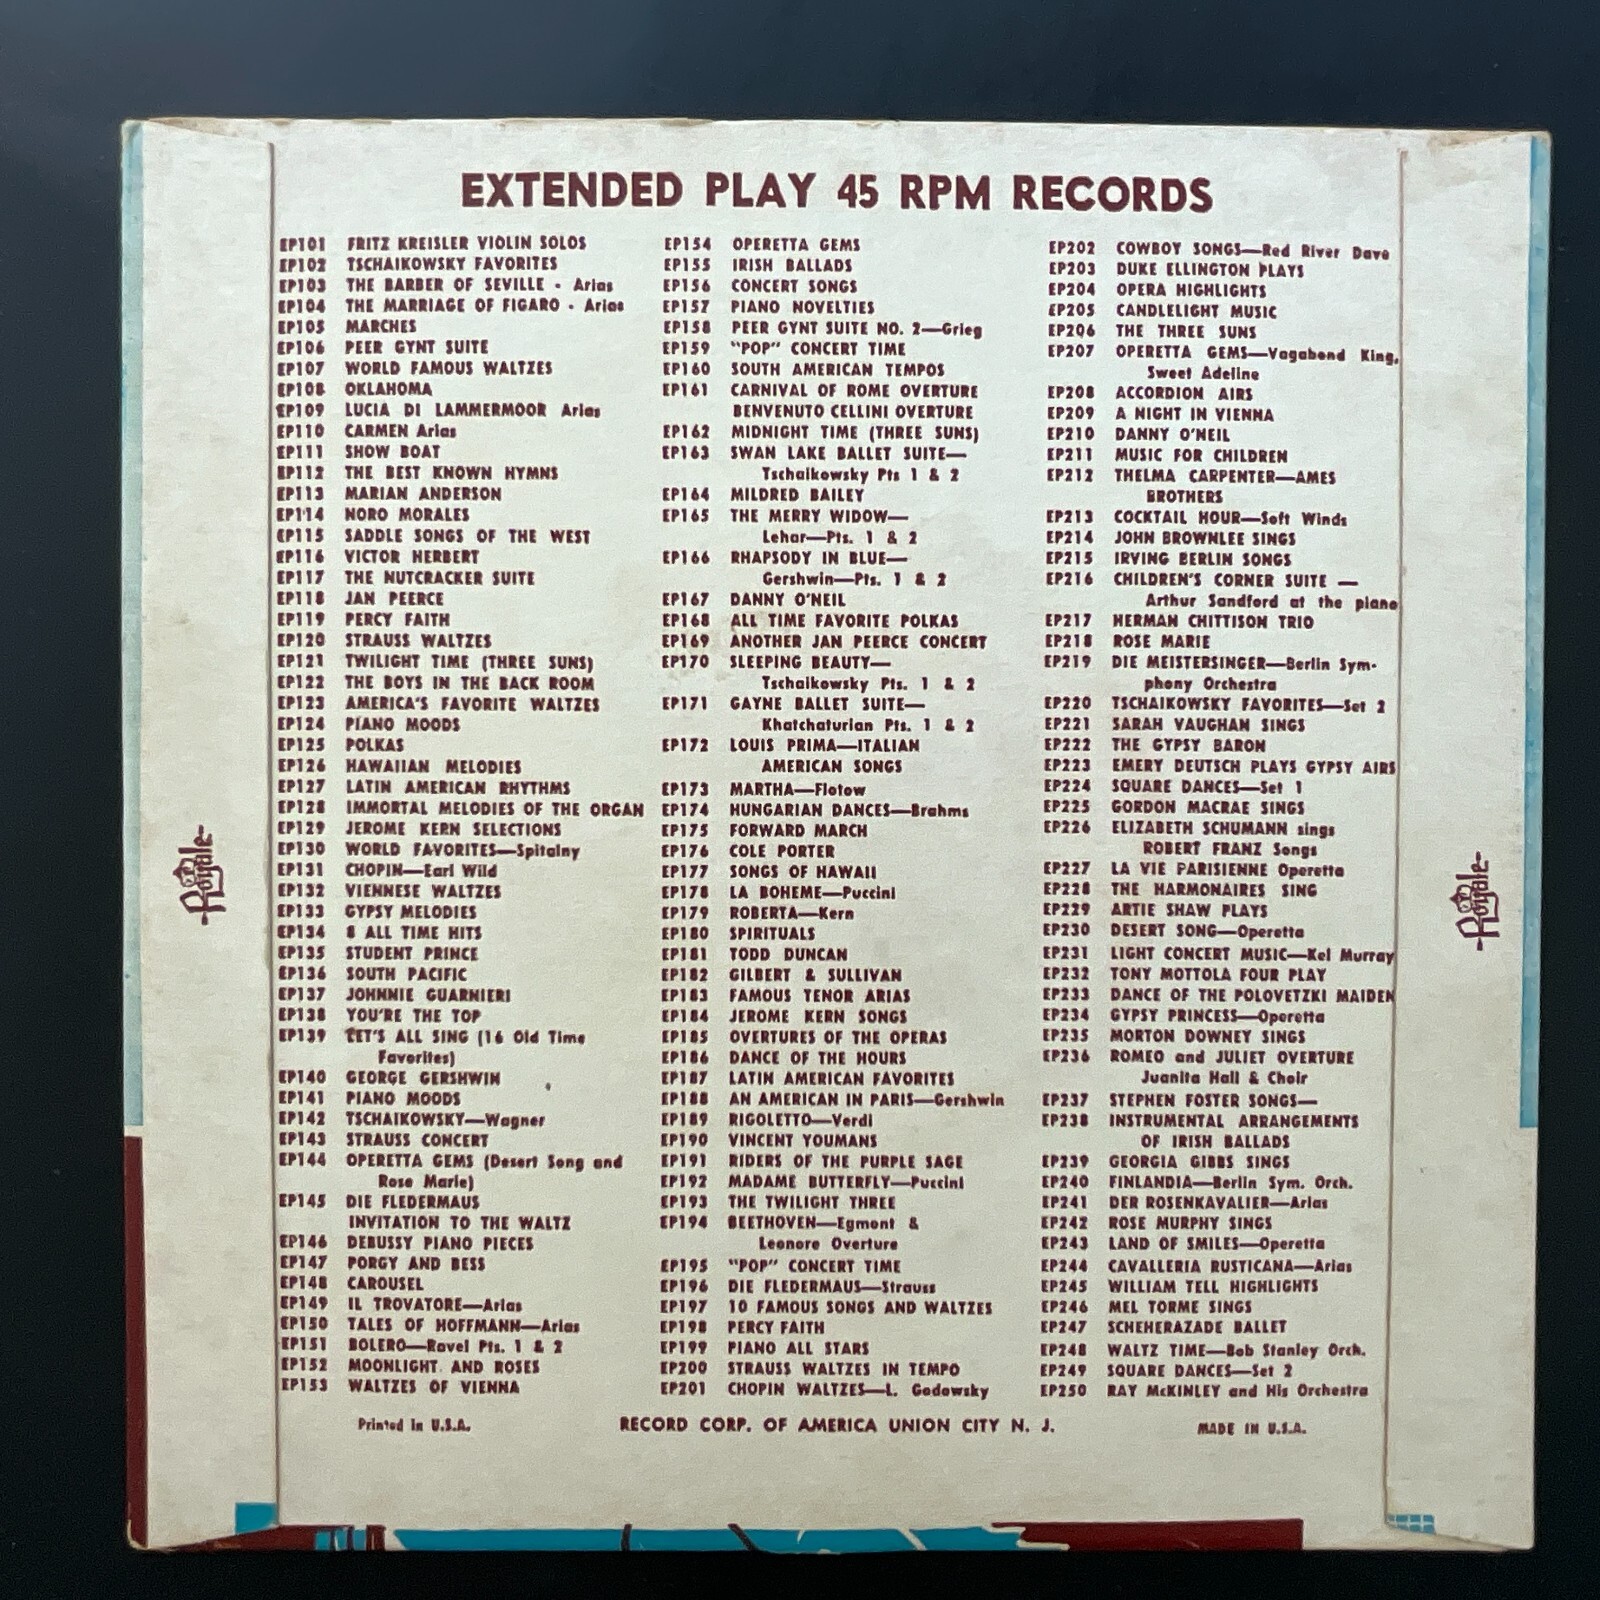 EXTENDED PLAY 45 RPM RECORDS
EP101 FRITZ KREISLER VIOLIN SOLOS
EP102 TSCHAIKOWSKY FAVORITES
EP103 THE BARBER OF SEVILLE - Arias
EP104 THE MARRIAGE OF FIGARO - Arias
EP105 MARCHES
EP106 PEER GYNT SUITE
EP107 WORLD FAMOUS WALTZES
EP108 OKLAHOMA
EP109 LUCIA DI LAMMERMOOR Arias
EP110 CARMEN Arias
EP111 SHOW BOAT
EP112 THE BEST KNOWN HYMNS
EP113 MARIAN ANDERSON
EP114 NORO MORALES
EP115 SADDLE SONGS OF THE WEST
EP116 VICTOR HERBERT
EP117 THE NUTCRACKER SUITE
EP118 JAN PEERCE
EP119 PERCY FAITH
EP120 STRAUSS WALTZES
EP121 TWILIGHT TIME (THREE SUNS)
EP122 THE BOYS IN THE BACK ROOM
EP123 AMERICA'S FAVORITE WALTZES
EP124 PIANO MOODS
EP125 POLKAS
EP126 HAWAIIAN MELODIES
EP127 LATIN AMERICAN RHYTHMS
EP128 IMMORTAL MELODIES OF THE ORGAN
EP129 JEROME KERN SELECTIONS
EP130 WORLD FAVORITES—Spitalny
EP131 CHOPIN—Earl Wild
EP132 VIENNESE WALTZES
EP133 GYPSY MELODIES
EP134 8 ALL TIME HITS
EP135 STUDENT PRINCE
EP136 SOUTH PACIFIC
EP137 JOHNNIE GUARNIERI
EP138 YOU'RE THE TOP
EP139 LET'S ALL SING (16 Old Time
Favorites)
EP140 GEORGE GERSHWIN
EP141 PIANO MOODS
EP142 TSCHAIKOWSKY—Wagner
EP143 STRAUSS CONCERT
EP144 OPERETTA GEMS (Desert Song and
Rose Marie)
EP145 DIE FLEDERMAUS
INVITATION TO THE WALTZ
EP146 DEBUSSY PIANO PIECES
EP147 PORGY AND BESS
EP148 CAROUSEL
EP149 IL TROVATORE—Arias
EP150 TALES OF HOFFMANN—Arias
EP151 BOLERO—Ravel Pts. 1 & 2
EP152 MOONLIGHT AND ROSES
EP153 WALTZES OF VIENNA
EP154 OPERETTA GEMS
EP155 IRISH BALLADS
EP156 CONCERT SONGS
EP157 PIANO NOVELTIES
EP158 PEER GYNT SUITE NO. 2—Grieg
EP159 "POP" CONCERT TIME
EP160 SOUTH AMERICAN TEMPOS
EP161 CARNIVAL OF ROME OVERTURE
BENVENUTO CELLINI OVERTURE
EP162 MIDNIGHT TIME (THREE SUNS)
EP163 SWAN LAKE BALLET SUITE—
Tschaikowsky Pts 1 & 2
EP164 MILDRED BAILEY
EP165 THE MERRY WIDOW—
Lehar—Pts. 1 & 2
EP166 RHAPSODY IN BLUE—
Gershwin—Pts. 1 & 2
EP167 DANNY O'NEIL
EP168 ALL TIME FAVORITE POLKAS
EP169 ANOTHER JAN PEERCE CONCERT
EP170 SLEEPING BEAUTY—
Tschaikowsky Pts. 1 & 2
EP171 GAYNE BALLET SUITE—
Khatchaturian Pts. 1 & 2
EP172 LOUIS PRIMA—ITALIAN
AMERICAN SONGS
EP173 MARTHA—Flotow
EP174 HUNGARIAN DANCES—Brahms
EP175 FORWARD MARCH
EP176 COLE PORTER
EP177 SONGS OF HAWAII
EP178 LA BOHEME—Puccini
EP179 ROBERTA—Kern
EP180 SPIRITUALS
EP181 TODD DUNCAN
EP182 GILBERT & SULLIVAN
EP183 FAMOUS TENOR ARIAS
EP184 JEROME KERN SONGS
EP185 OVERTURES OF THE OPERAS
EP186 DANCE OF THE HOURS
EP187 LATIN AMERICAN FAVORITES
EP188 AN AMERICAN IN PARIS—Gershwin
EP189 RIGOLETTO—Verdi
EP190 VINCENT YOUMANS
EP191 RIDERS OF THE PURPLE SAGE
EP192 MADAME BUTTERFLY—Puccini
EP193 THE TWILIGHT THREE
EP194 BEETHOVEN—Egmont &
Leonore Overture
EP195 "POP" CONCERT TIME
EP196 DIE FLEDERMAUS—Strauss
EP197 10 FAMOUS SONGS AND WALTZES
EP198 PERCY FAITH
EP199 PIANO ALL STARS
EP200 STRAUSS WALTZES IN TEMPO
EP201 CHOPIN WALTZES—L. Godowsky
EP202 COWBOY SONGS—Red River Dave
EP203 DUKE ELLINGTON PLAYS
EP204 OPERA HIGHLIGHTS
EP205 CANDLELIGHT MUSIC
EP206 THE THREE SUNS
EP207 OPERETTA GEMS—Vagabond King,
Sweet Adeline
EP208 ACCORDION AIRS
EP209 A NIGHT IN VIENNA
EP210 DANNY O'NEIL
EP211 MUSIC FOR CHILDREN
EP212 THELMA CARPENTER—AMES
BROTHERS
EP213 COCKTAIL HOUR—Soft Winds
EP214 JOHN BROWNLEE SINGS
EP215 IRVING BERLIN SONGS
EP216 CHILDREN'S CORNER SUITE —
Arthur Sandford at the piano
EP217 HERMAN CHITTISON TRIO
EP218 ROSE MARIE
EP219 DIE MEISTERSINGER—Berlin Sym-
phony Orchestra
EP220 TSCHAIKOWSKY FAVORITES—Set 2
EP221 SARAH VAUGHAN SINGS
EP222 THE GYPSY BARON
EP223 EMERY DEUTSCH PLAYS GYPSY AIRS
EP224 SQUARE DANCES—Set 1
EP225 GORDON MACRAE SINGS
EP226 ELIZABETH SCHUMANN sings
ROBERT FRANZ Songs
EP227 LA VIE PARISIENNE Operetta
EP228 THE HARMONAIRES SING
EP229 ARTIE SHAW PLAYS
EP230 DESERT SONG—Operetta
EP231 LIGHT CONCERT MUSIC—Kel Murray
EP232 TONY MOTTOLA FOUR PLAY
EP233 DANCE OF THE POLOVETZKI MAIDEN
EP234 GYPSY PRINCESS—Operetta
EP235 MORTON DOWNEY SINGS
EP236 ROMEO and JULIET OVERTURE
Juanita Hall & Choir
EP237 STEPHEN FOSTER SONGS—
EP238 INSTRUMENTAL ARRANGEMENTS
OF IRISH BALLADS
EP239 GEORGIA GIBBS SINGS
EP240 FINLANDIA—Berlin Sym. Orch.
EP241 DER ROSENKAVALIER—Arias
EP242 ROSE MURPHY SINGS
EP243 LAND OF SMILES—Operetta
EP244 CAVALLERIA RUSTICANA—Arias
EP245 WILLIAM TELL HIGHLIGHTS
EP246 MEL TORME SINGS
EP247 SCHEHERAZADE BALLET
EP248 WALTZ TIME—Bob Stanley Orch.
EP249 SQUARE DANCES—Set 2
EP250 RAY McKINLEY and His Orchestra
Printed in U.S.A.
RECORD CORP. OF AMERICA UNION CITY N. J.
MADE IN U.S.A.
-Royale-
-Royale-